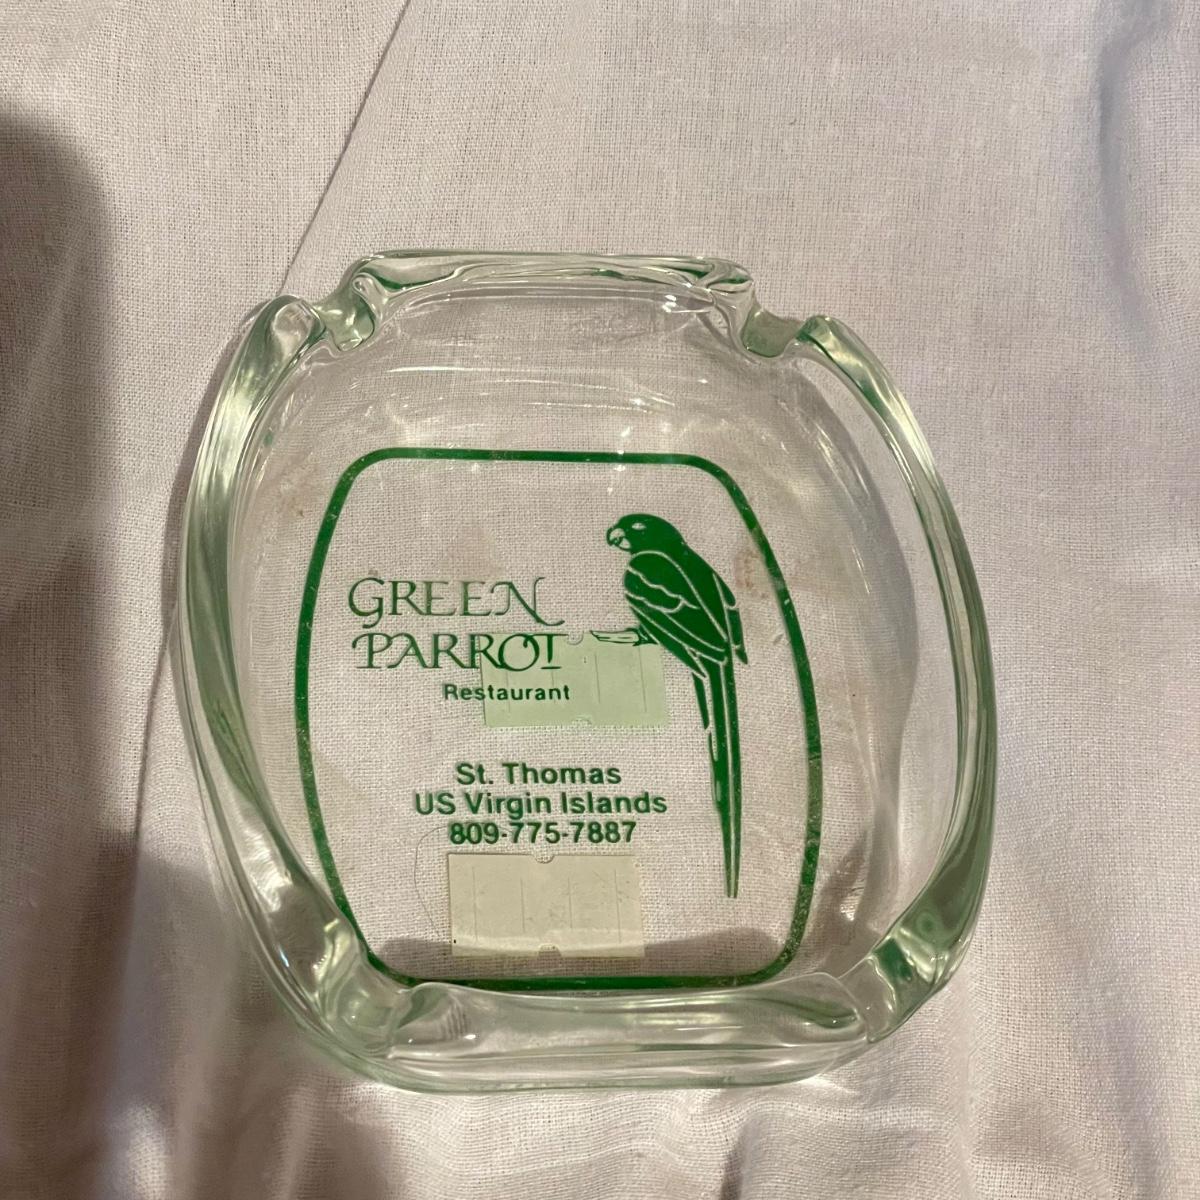 GREEN
PARROT
Restaurant
St. Thomas
US Virgin Islands
809-775-7887